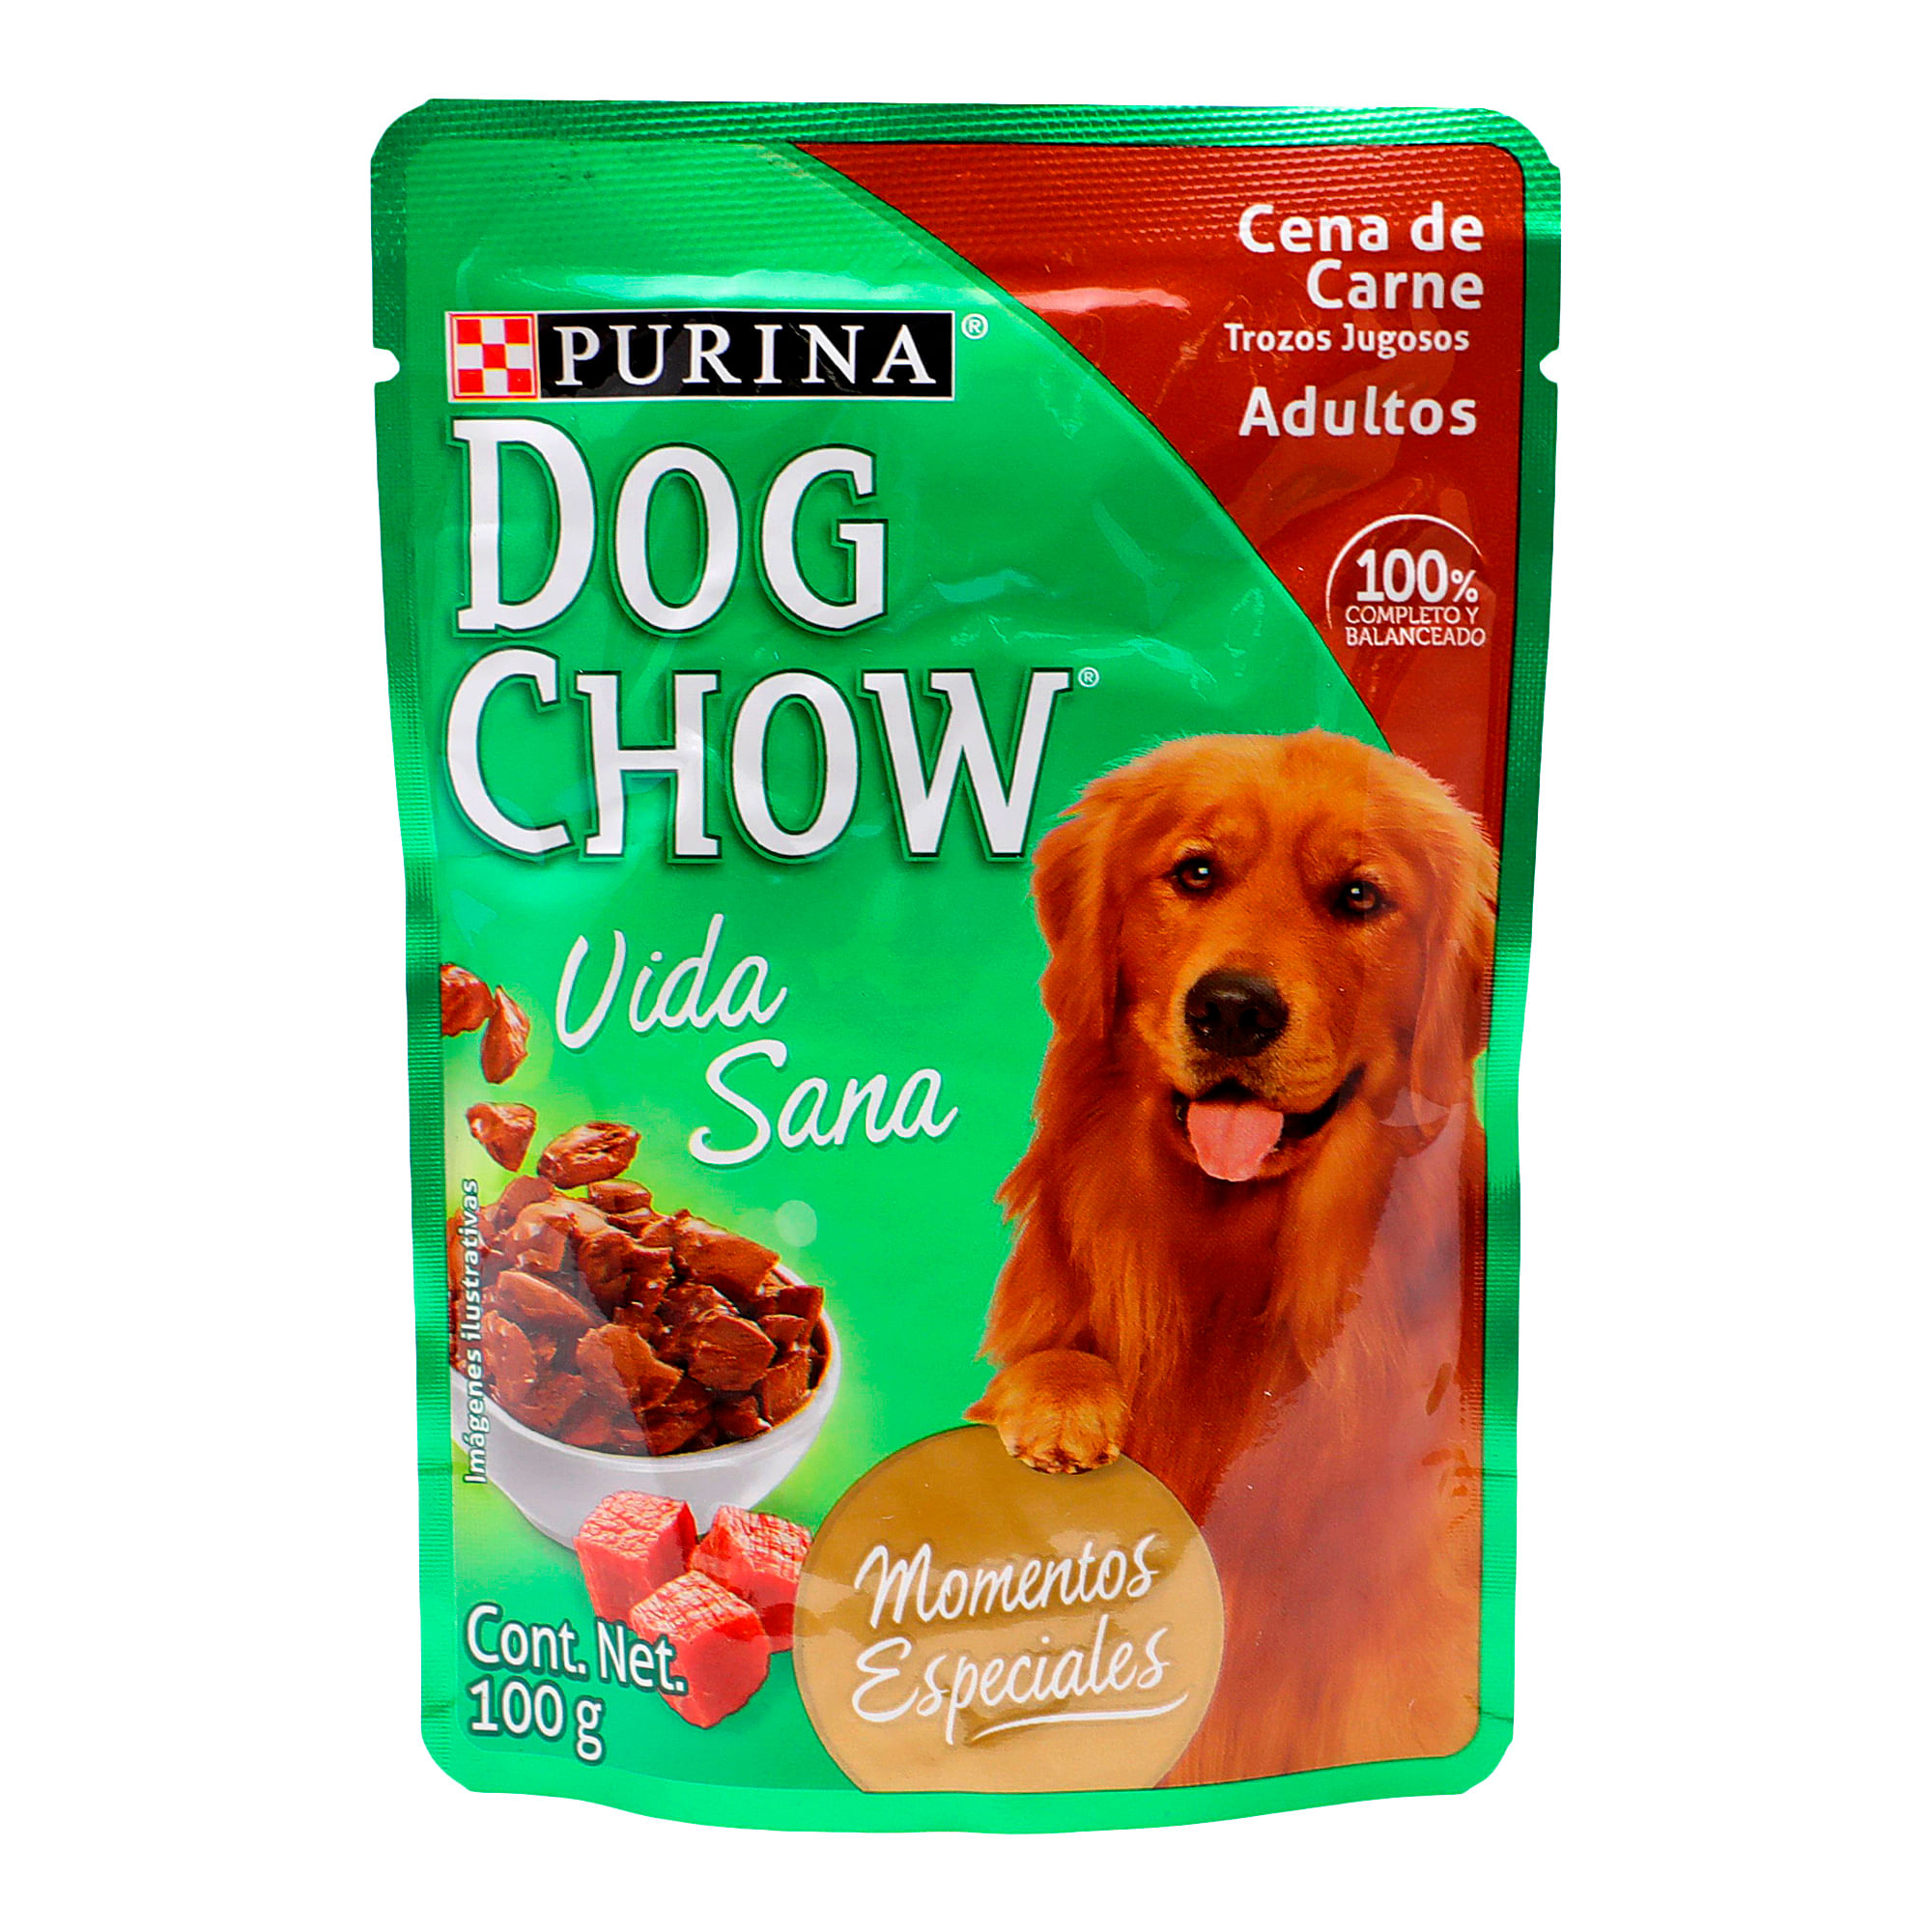 Cena de
Carne
Trozos Jugosos
Adultos
PURINA®
DOG
CHOW®
100%
COMPLETO Y
BALANCEADO
Vida
Sana
Imágenes ilustrativas
Momentos
Especiales
Cont. Net.
100 g